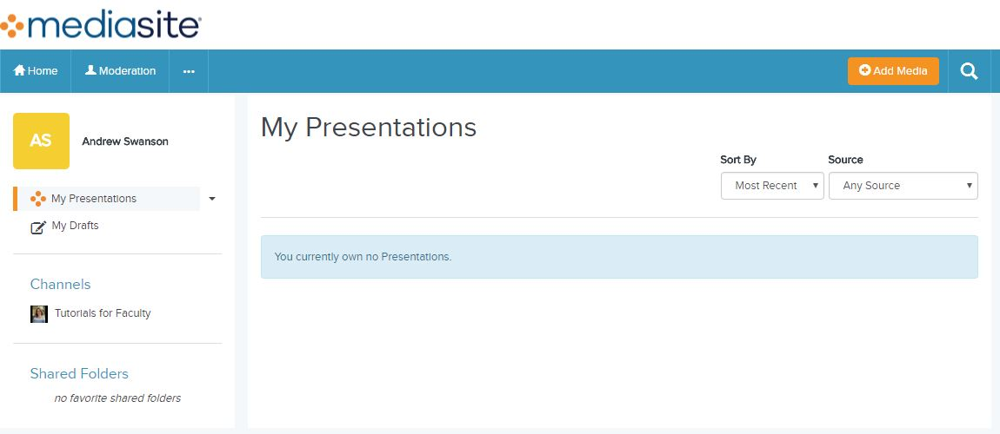 mediasite®
Home Moderation ••• Add Media
AS
Andrew Swanson
My Presentations
My Drafts
Channels
Tutorials for Faculty
Shared Folders
no favorite shared folders
My Presentations
Sort By Source
Most Recent Any Source
You currently own no Presentations.